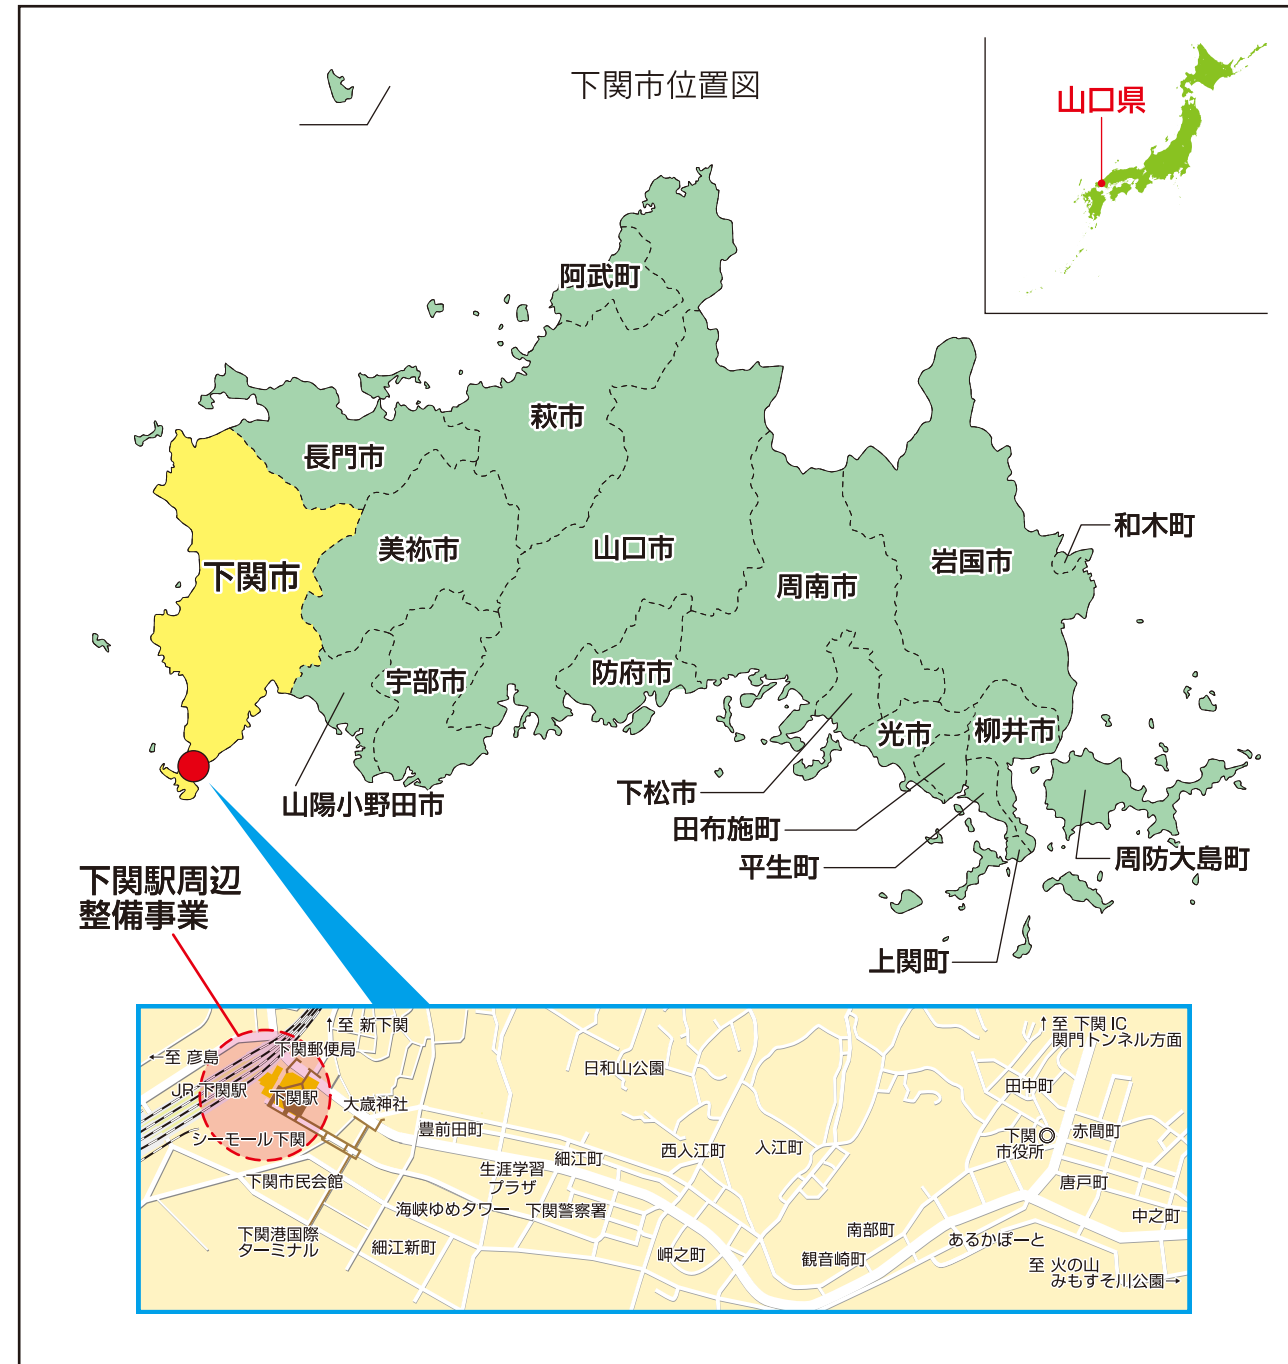 下関市位置図
山口県
阿武町
萩市
長門市
美祢市
山口市
下関市
周南市
岩国市
和木町
宇部市
防府市
光市
柳井市
山陽小野田市
下松市
田布施町
平生町
周防大島町
上関町
下関駅周辺
整備事業
↑至 新下関
←至 彦島
下関郵便局
JR 下関駅
下関駅
大歳神社
シーモール下関
豊前田町
日和山公園
↑至 下関 IC
関門トンネル方面
田中町
下関◎
市役所
赤間町
細江町
西入江町
入江町
下関市民会館
生涯学習
プラザ
唐戸町
海峡ゆめタワー
下関警察署
中之町
下関港国際
ターミナル
細江新町
岬之町
南部町
観音崎町
あるかぽーと
至 火の山
みもすそ川公園→